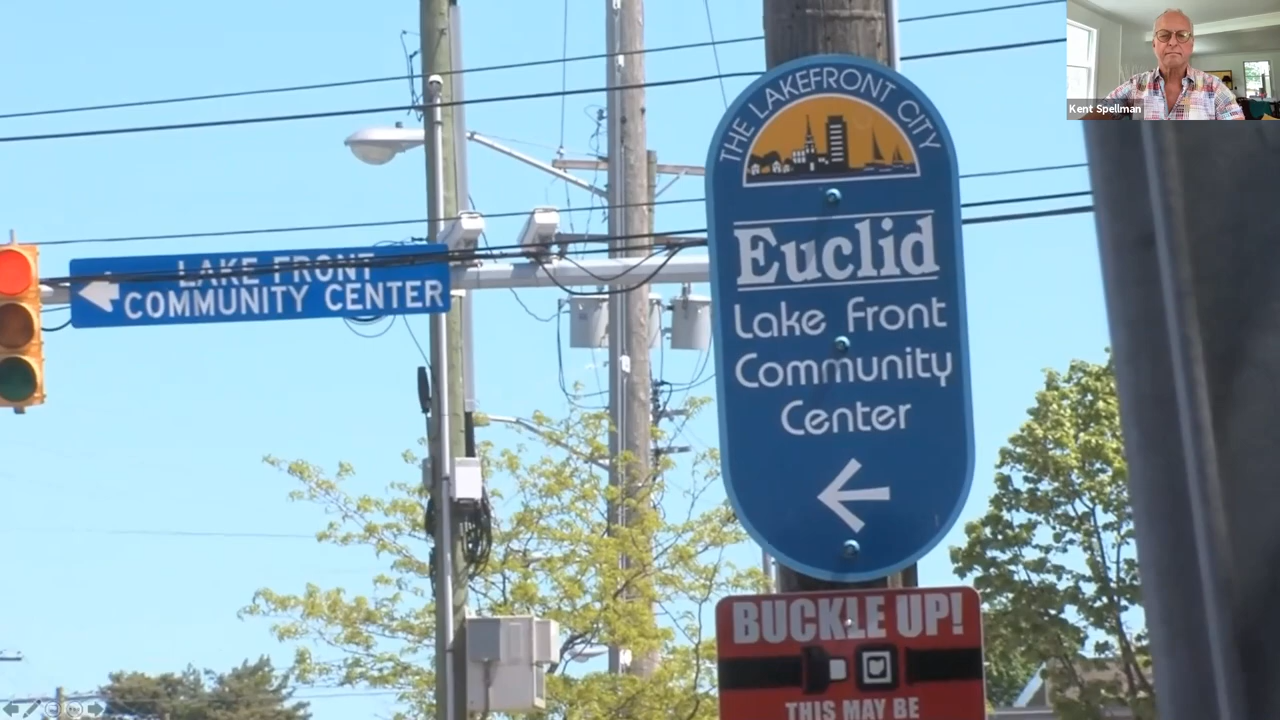 Kent Spellman
THE LAKEFRONT CITY
Euclid
Lake Front
Community
Center
LAKE FRONT
COMMUNITY CENTER
BUCKLE UP!
THIS MAY BE